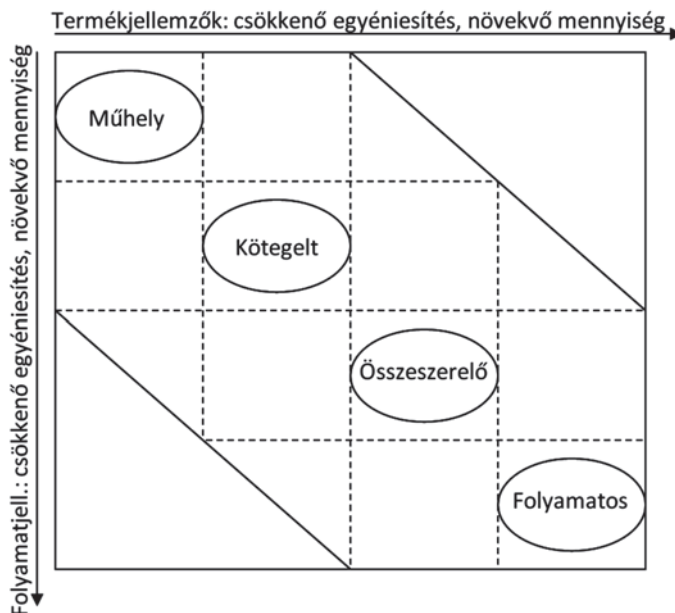 Termékjellemzők: csökkenő egyéniesítés, növekvő mennyiség
Folyamatjell.: csökkenő egyéniesítés, növekvő mennyiség
Műhely
Kötegelt
Összeszerelő
Folyamatos